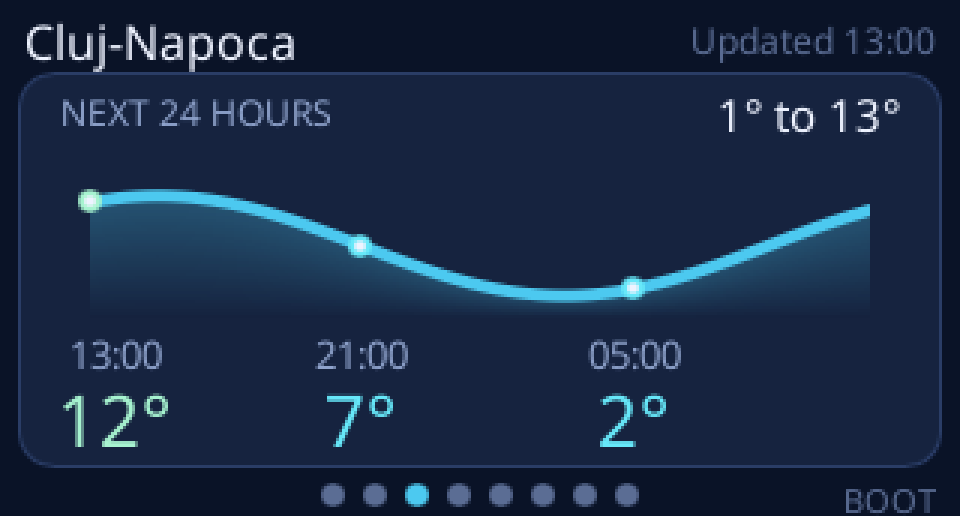 Cluj-Napoca
Updated 13:00
NEXT 24 HOURS
1° to 13°
13:00 21:00 05:00
12° 7° 2°
BOOT